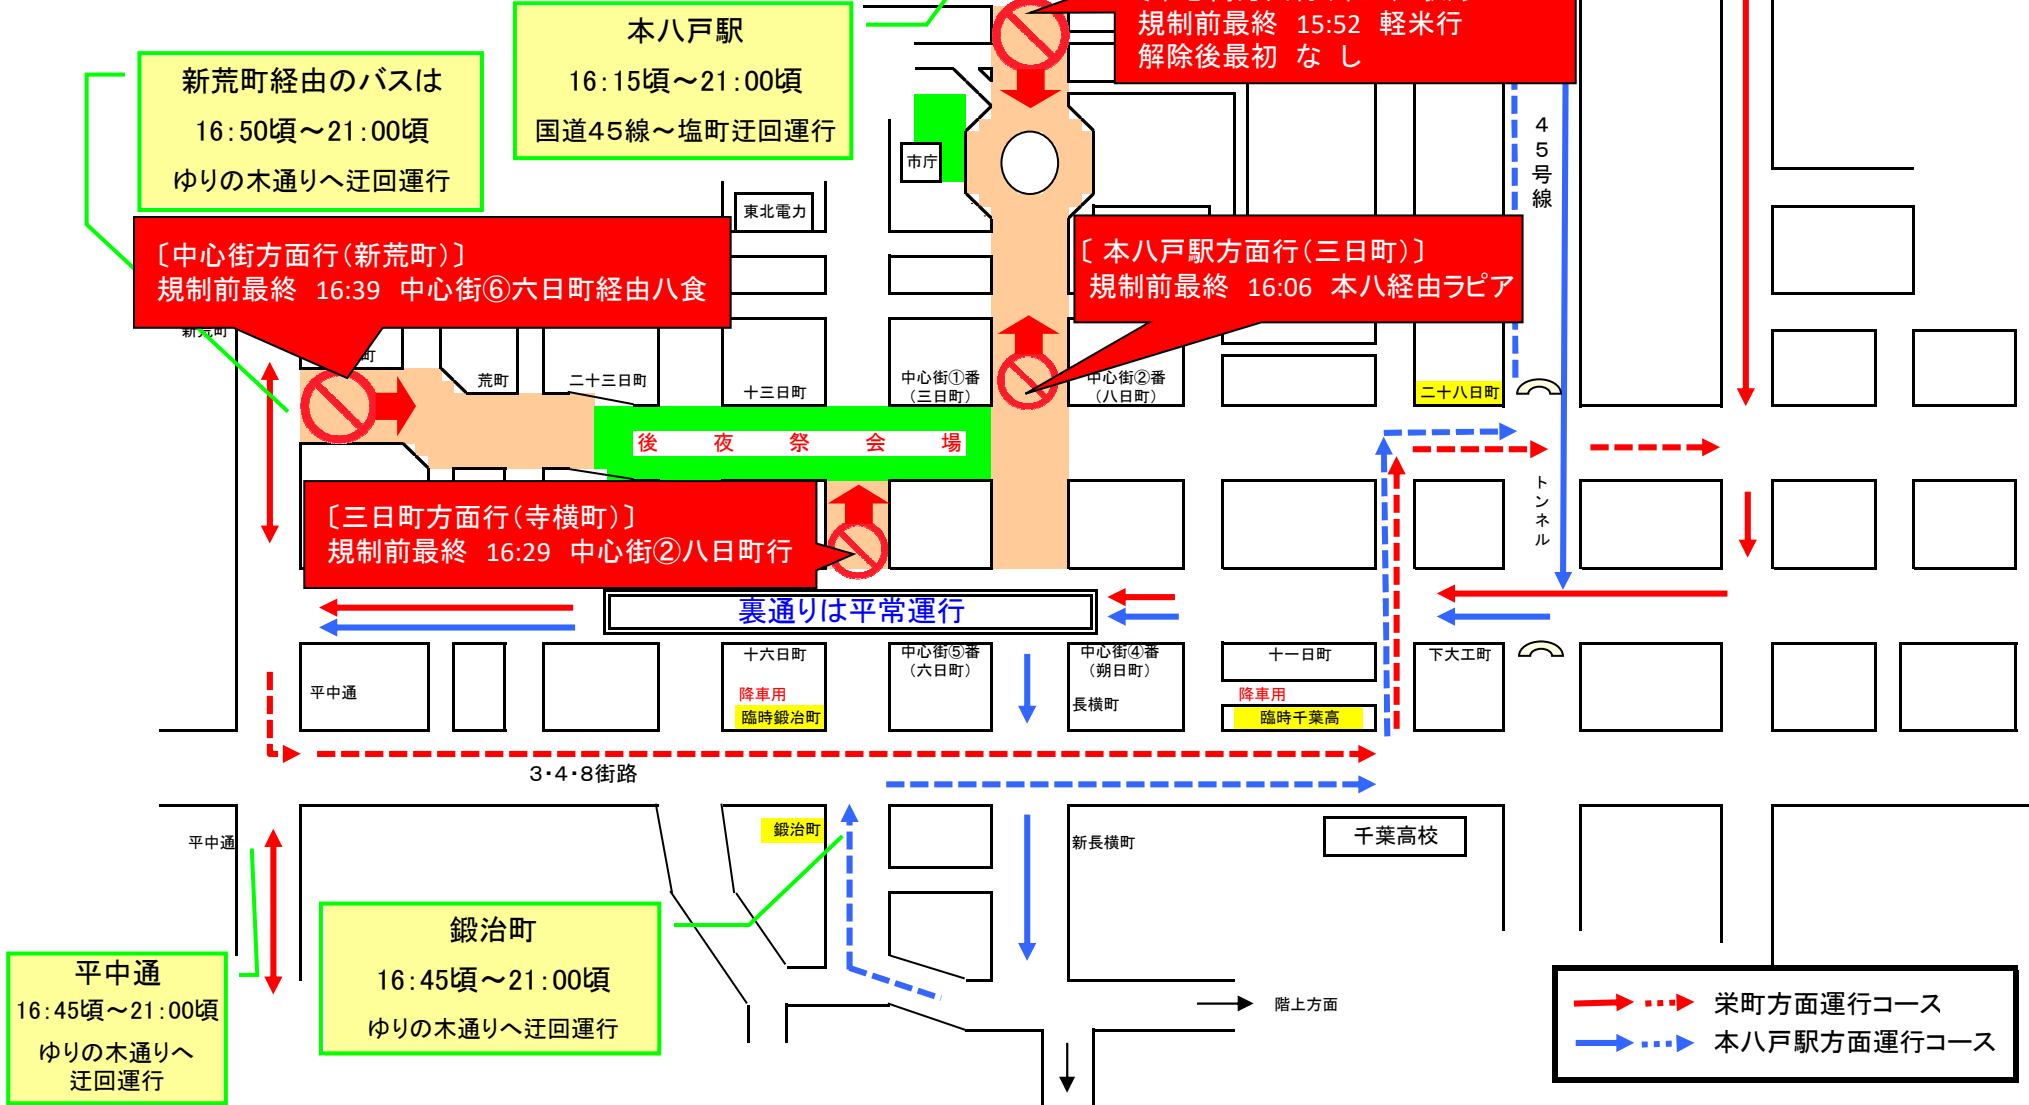 規制前最終 15:52 軽米行
解除後最初 な し
本八戸駅
16:15頃～21:00頃
国道45線～塩町迂回運行
新荒町経由のバスは
16:50頃～21:00頃
ゆりの木通りへ迂回運行
市庁
45号線
東北電力
〔中心街方面行(新荒町)〕
規制前最終 16:39 中心街⑥六日町経由八食
〔 本八戸駅方面行(三日町)〕
規制前最終 16:06 本八経由ラピア
新荒町
町
荒町
二十三日町
十三日町
中心街①番
(三日町)
中心街②番
(八日町)
二十八日町
後 夜 祭 会 場
トンネル
〔三日町方面行(寺横町)〕
規制前最終 16:29 中心街②八日町行
裏通りは平常運行
十六日町
中心街⑤番
(六日町)
中心街④番
(朔日町)
十一日町
下大工町
平中通
降車用
臨時鍛冶町
長横町
降車用
臨時千葉高
3・4・8街路
平中通
鍛治町
新長横町
千葉高校
鍛治町
16:45頃～21:00頃
ゆりの木通りへ迂回運行
平中通
16:45頃～21:00頃
ゆりの木通りへ
迂回運行
階上方面
栄町方面運行コース
本八戸駅方面運行コース